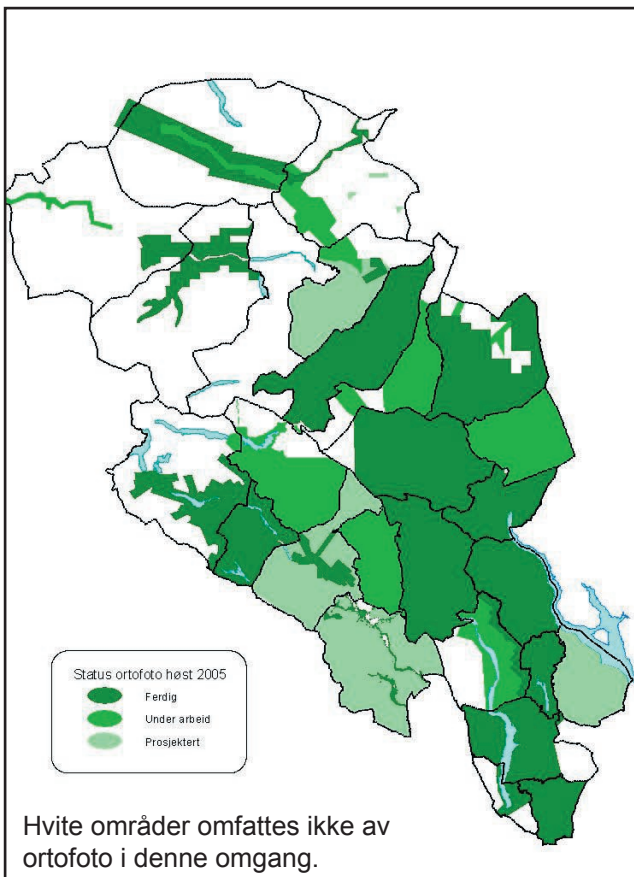 Status ortofoto høst 2005
Ferdig
Under arbeid
Prosjektert
Hvite områder omfattes ikke av
ortofoto i denne omgang.